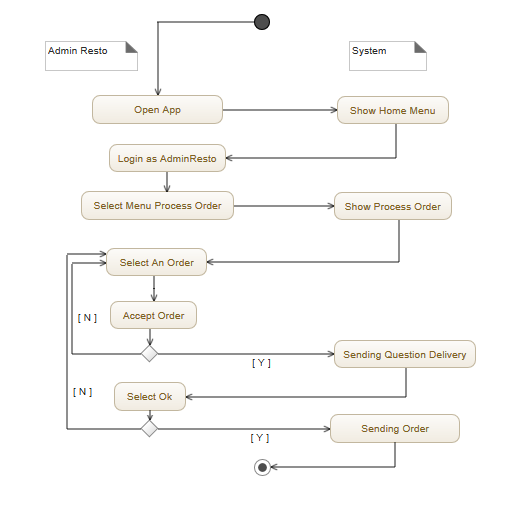 Admin Resto
System
Open App
Show Home Menu
Login as AdminResto
Select Menu Process Order
Show Process Order
Select An Order
Accept Order
[ N ]
Sending Question Delivery
[ Y ]
[ N ]
Select Ok
Sending Order
[ Y ]